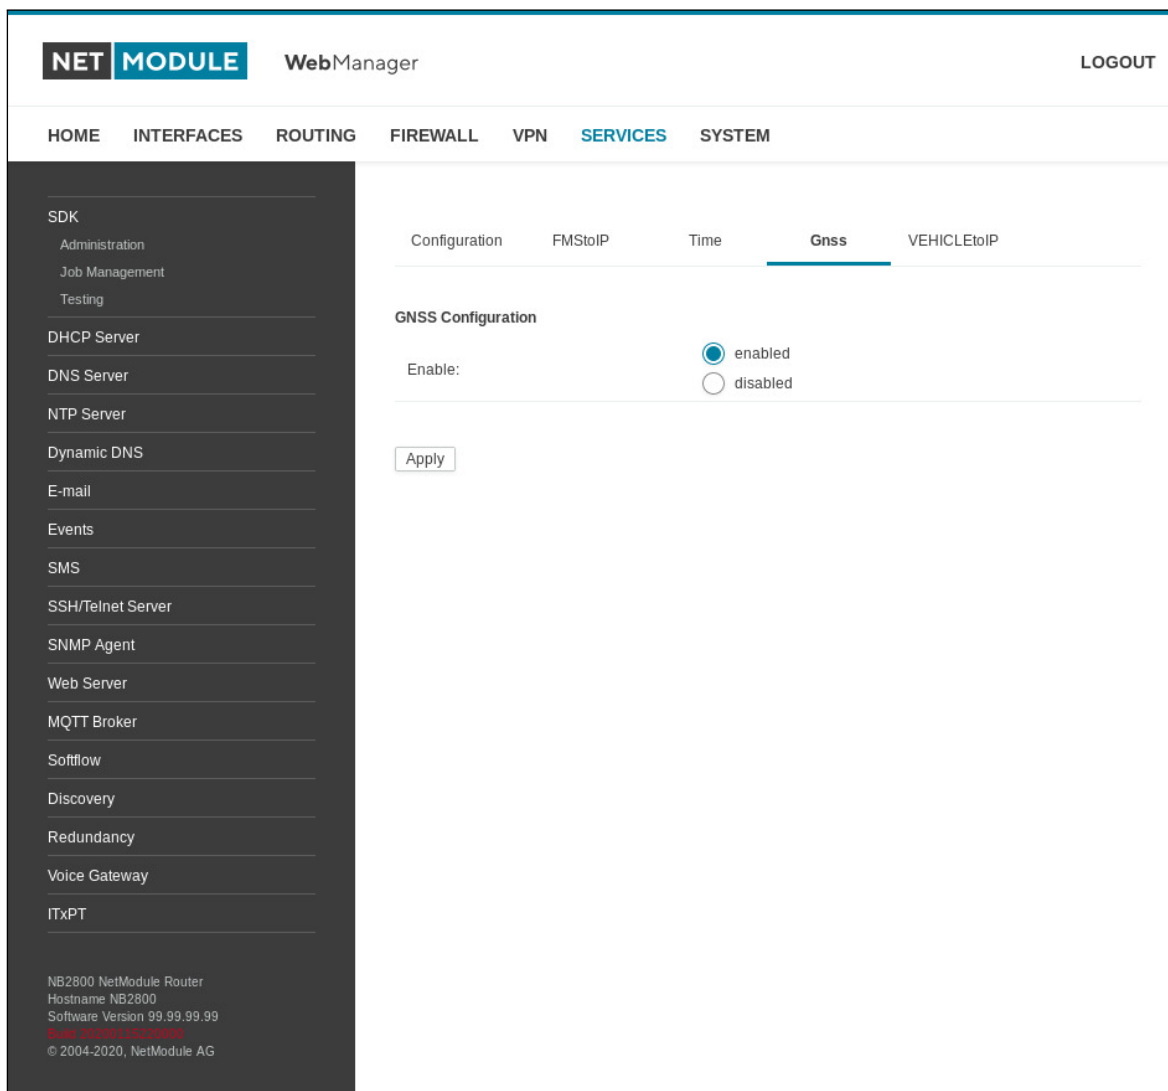 NET MODULE WebManager LOGOUT
HOME INTERFACES ROUTING FIREWALL VPN SERVICES SYSTEM
SDK
Administration
Job Management
Testing
DHCP Server
DNS Server
NTP Server
Dynamic DNS
E-mail
Events
SMS
SSH/Telnet Server
SNMP Agent
Web Server
MQTT Broker
Softflow
Discovery
Redundancy
Voice Gateway
ITxPT
NB2800 NetModule Router
Hostname NB2800
Software Version 99.99.99.99
Build
© 2004-2020, NetModule AG
Configuration FMStoIP Time Gnss VEHICLEtoIP
GNSS Configuration
Enable:
enabled
disabled
Apply